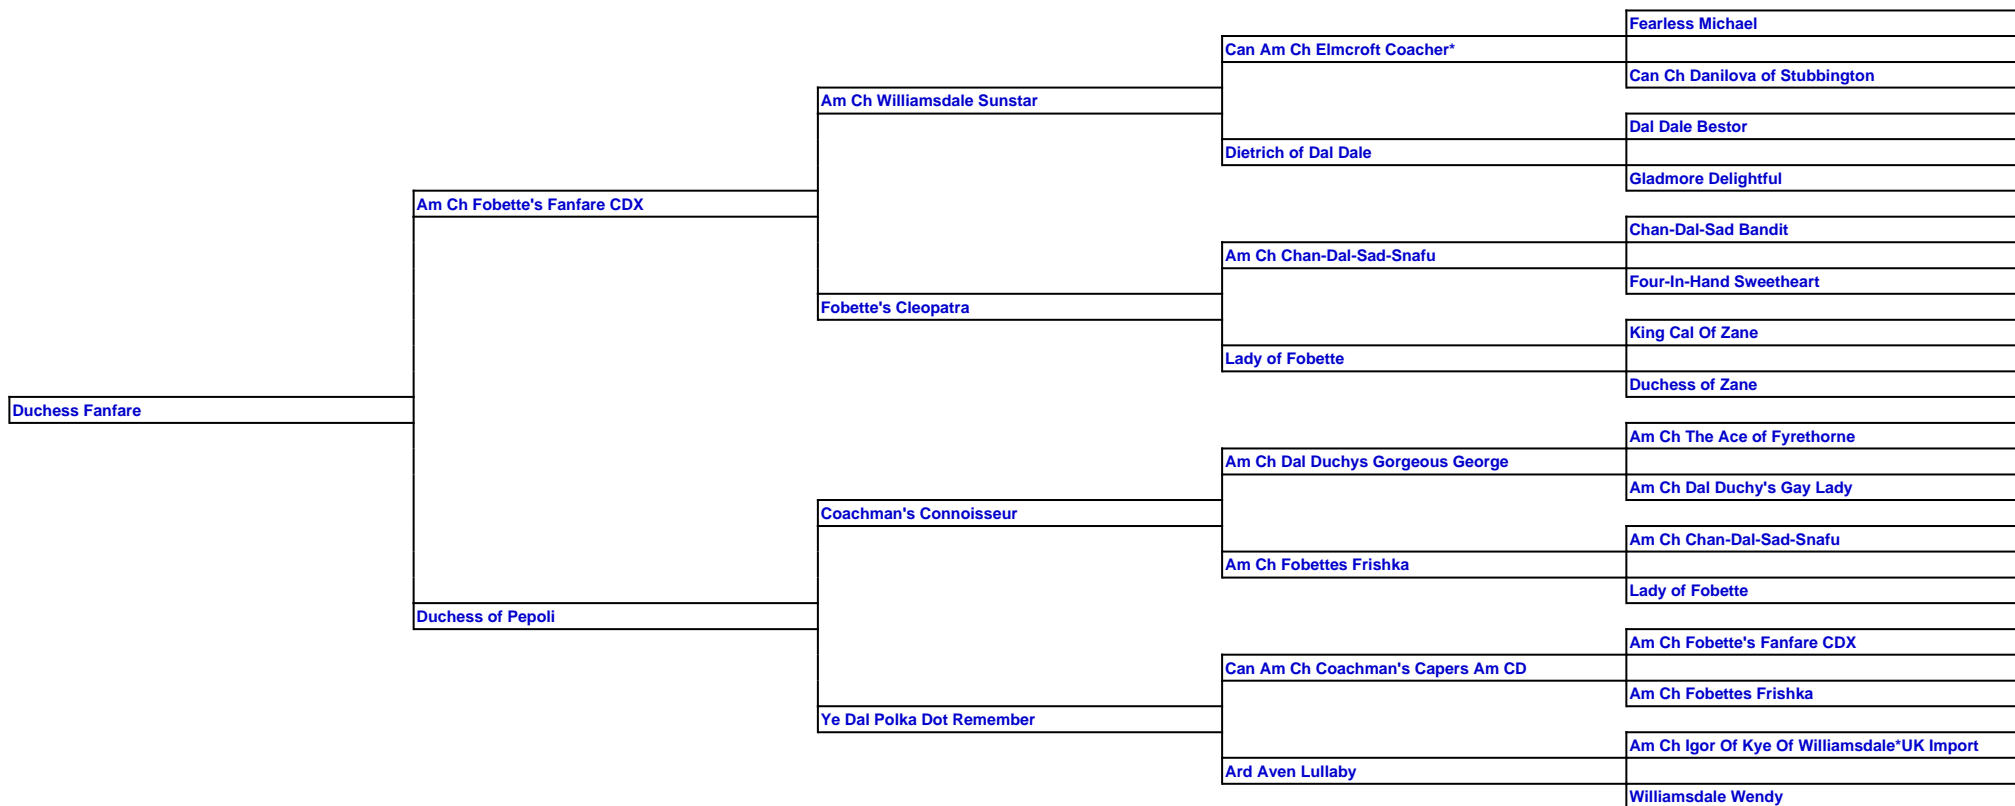 Fearless Michael
Can Am Ch Elmcroft Coacher*
Can Ch Danilova of Stubbington
Am Ch Williamsdale Sunstar
Dal Dale Bestor
Dietrich of Dal Dale
Gladmore Delightful
Am Ch Fobette's Fanfare CDX
Chan-Dal-Sad Bandit
Am Ch Chan-Dal-Sad-Snafu
Four-In-Hand Sweetheart
Fobette's Cleopatra
King Cal Of Zane
Lady of Fobette
Duchess of Zane
Duchess Fanfare
Am Ch The Ace of Fyrethorne
Am Ch Dal Duchys Gorgeous George
Am Ch Dal Duchy's Gay Lady
Coachman's Connoisseur
Am Ch Chan-Dal-Sad-Snafu
Am Ch Fobettes Frishka
Lady of Fobette
Duchess of Pepoli
Am Ch Fobette's Fanfare CDX
Can Am Ch Coachman's Capers Am CD
Am Ch Fobettes Frishka
Ye Dal Polka Dot Remember
Am Ch Igor Of Kye Of Williamsdale*UK Import
Ard Aven Lullaby
Williamsdale Wendy